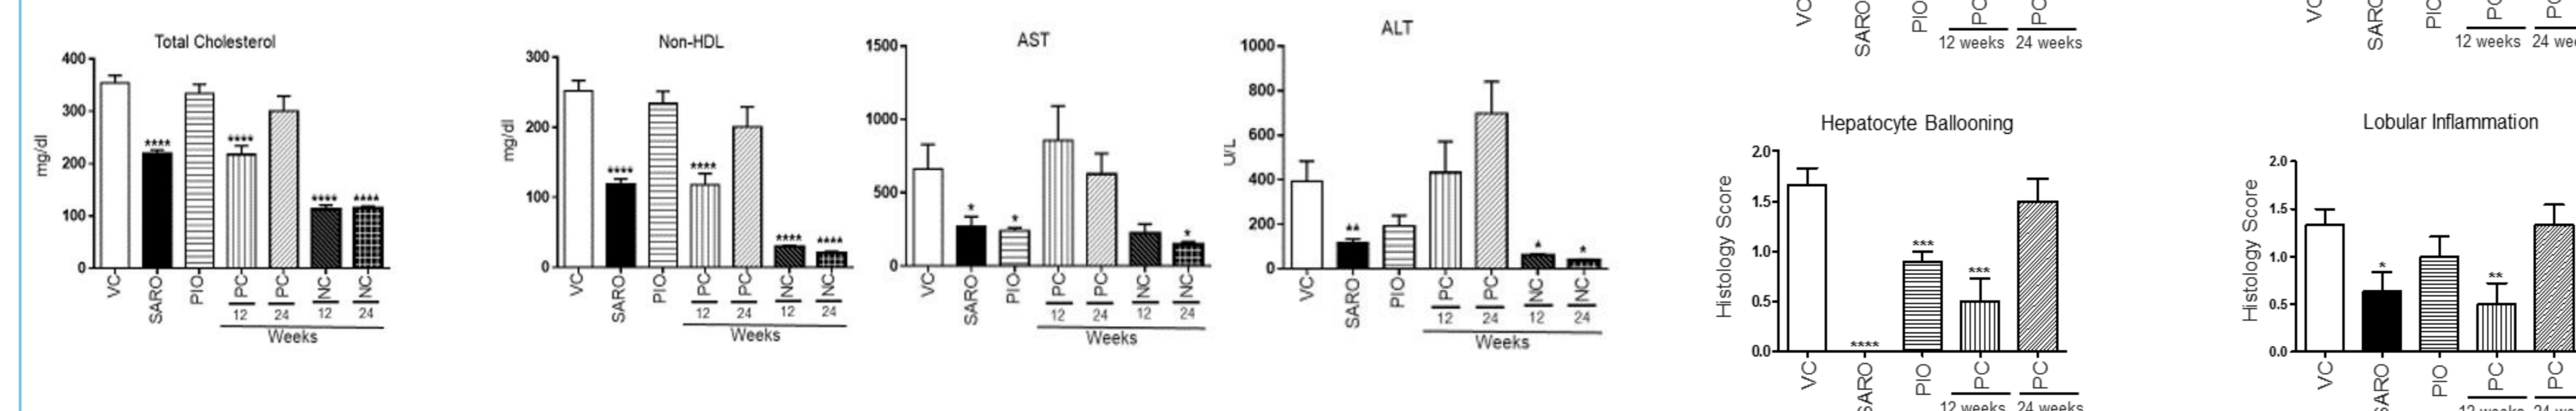 VC SARO PIO PC PC
12 weeks 24 weeks
VC SARO PIO PC
12 weeks
Total Cholesterol
mg/dl
400
300
200
100
0
**** **** **** ****
VC SARO PIO PC PC NC NC
12 24 12 24
Weeks
Non-HDL
mg/dl
300
200
100
0
**** **** **** ****
VC SARO PIO PC PC NC NC
12 24 12 24
Weeks
AST
1500
1000
500
0
* * *
VC SARO PIO PC PC NC NC
12 24 12 24
Weeks
ALT
U/L
1000
800
600
400
200
0
** * *
VC SARO PIO PC PC NC NC
12 24 12 24
Weeks
Hepatocyte Ballooning
Histology Score
2.0
1.5
1.0
0.5
0.0
**** *** ***
VC SARO PIO PC PC
12 weeks 24 weeks
Lobular Inflammation
Histology Score
2.0
1.5
1.0
0.5
0.0
* **
VC SARO PIO PC PC
12 weeks